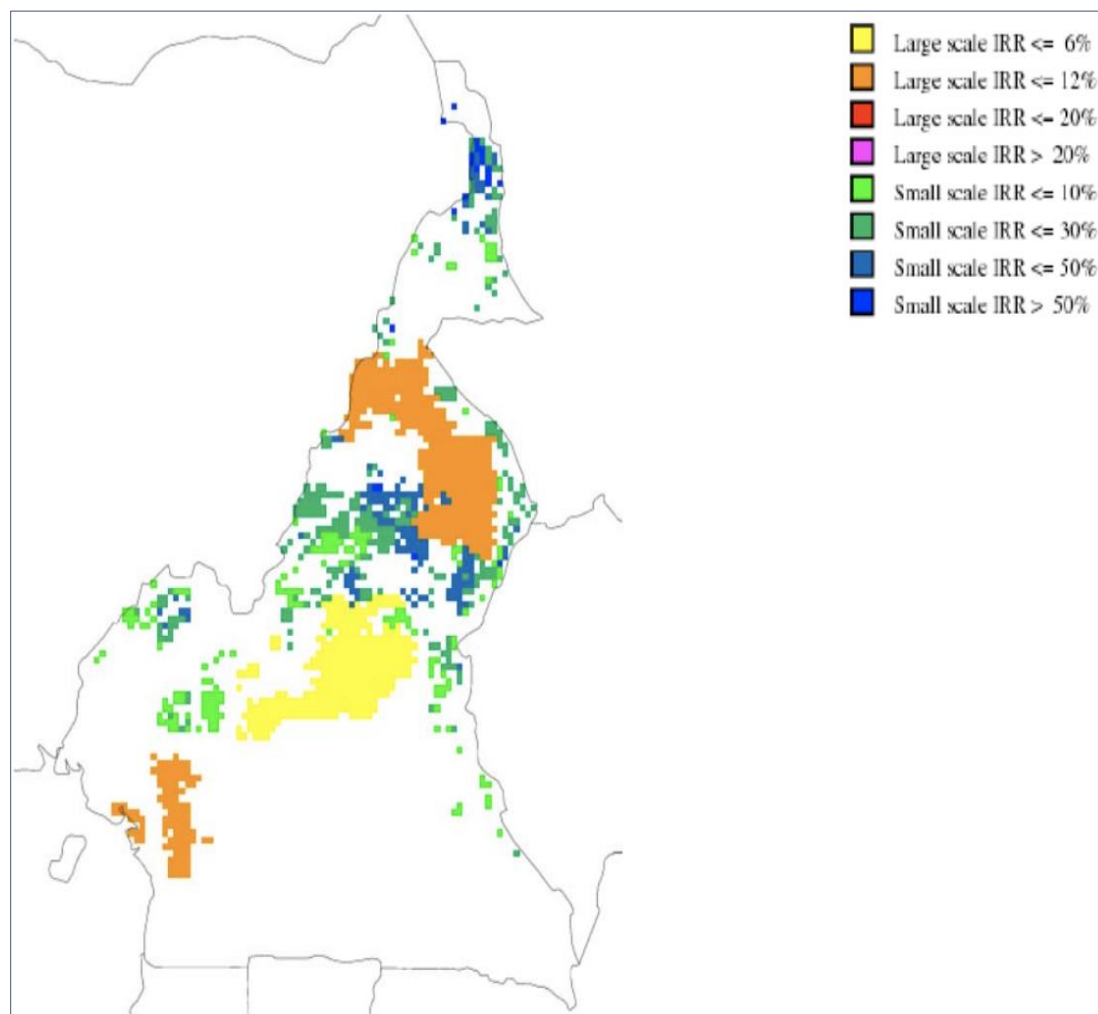 Large scale IRR <= 6%
Large scale IRR <= 12%
Large scale IRR <= 20%
Large scale IRR > 20%
Small scale IRR <= 10%
Small scale IRR <= 30%
Small scale IRR <= 50%
Small scale IRR > 50%